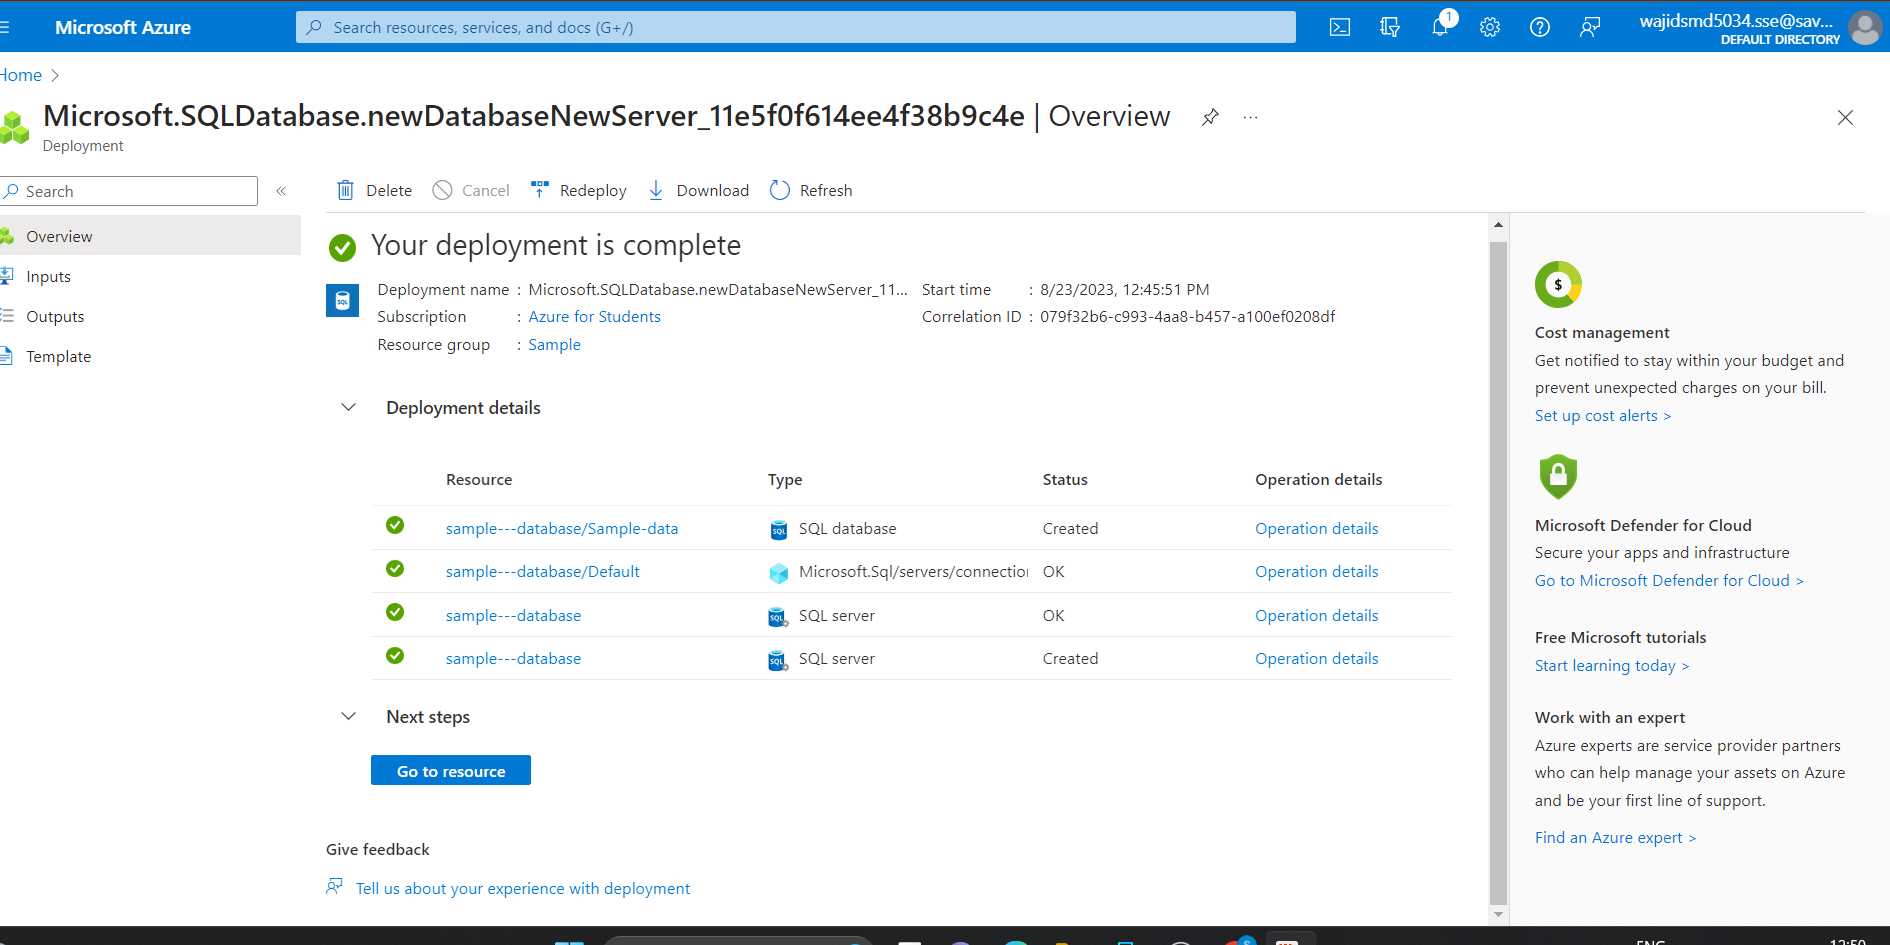 Microsoft Azure
Search resources, services, and docs (G+/)
1
wajidsmd5034.sse@sav...
DEFAULT DIRECTORY
Home
Microsoft.SQLDatabase.newDatabaseNewServer_11e5f0f614ee4f38b9c4e | Overview
...
Deployment
Search
«
Delete
Cancel
Redeploy
Download
Refresh
Overview
Inputs
Outputs
Template
Your deployment is complete
SQL
Deployment name : Microsoft.SQLDatabase.newDatabaseNewServer_11...
Subscription : Azure for Students
Resource group : Sample
Start time : 8/23/2023, 12:45:51 PM
Correlation ID : 079f32b6-c993-4aa8-b457-a100ef0208df
Deployment details
Resource Type Status Operation details
sample---database/Sample-data SQL SQL database Created Operation details
sample---database/Default Microsoft.Sql/servers/connection OK Operation details
sample---database SQL SQL server OK Operation details
sample---database SQL SQL server Created Operation details
Next steps
Go to resource
Give feedback
Tell us about your experience with deployment
$
Cost management
Get notified to stay within your budget and
prevent unexpected charges on your bill.
Set up cost alerts >
Microsoft Defender for Cloud
Secure your apps and infrastructure
Go to Microsoft Defender for Cloud >
Free Microsoft tutorials
Start learning today >
Work with an expert
Azure experts are service provider partners
who can help manage your assets on Azure
and be your first line of support.
Find an Azure expert >
S
ENG
12:50